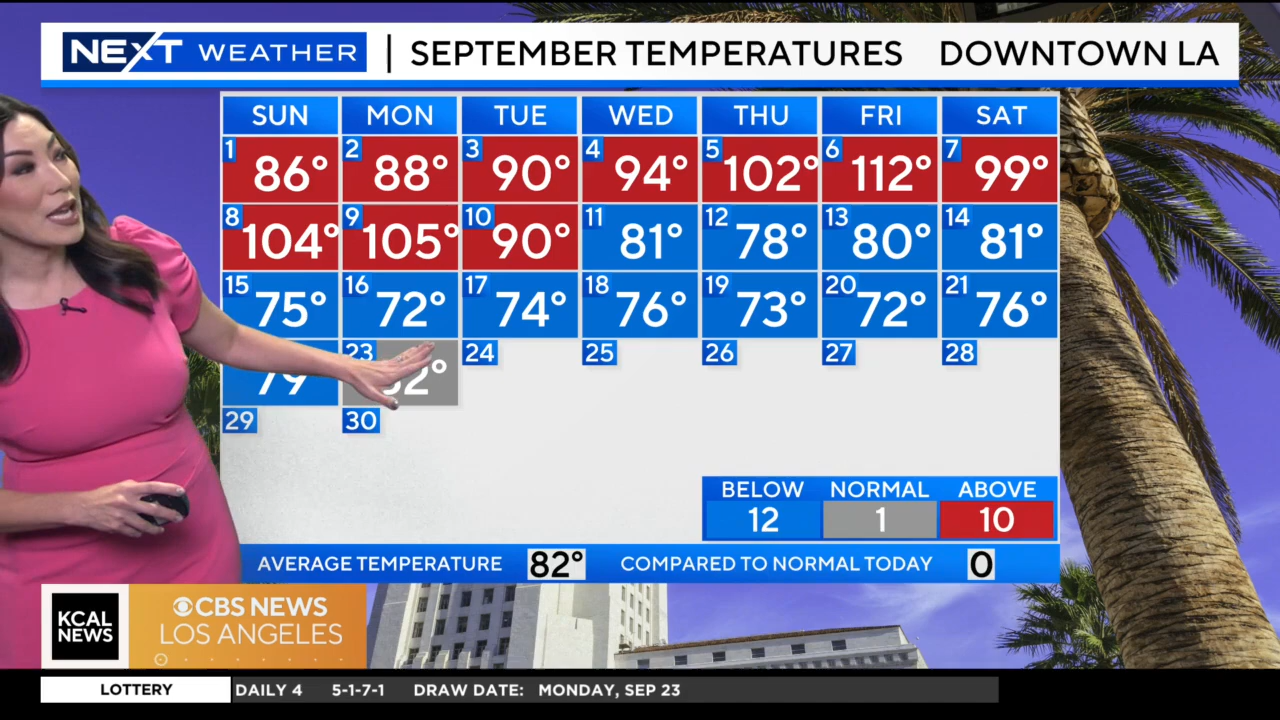 NEXT WEATHER | SEPTEMBER TEMPERATURES DOWNTOWN LA
SUN MON TUE WED THU FRI SAT
1 86° 2 88° 3 90° 4 94° 5 102° 6 112° 7 99°
8 104° 9 105° 10 90° 11 81° 12 78° 13 80° 14 81°
15 75° 16 72° 17 74° 18 76° 19 73° 20 72° 21 76°
79° 23 2° 24 25 26 27 28
29 30
BELOW NORMAL ABOVE
12 1 10
AVERAGE TEMPERATURE 82° COMPARED TO NORMAL TODAY 0
KCAL NEWS
CBS NEWS
LOS ANGELES
LOTTERY DAILY 4 5-1-7-1 DRAW DATE: MONDAY, SEP 23